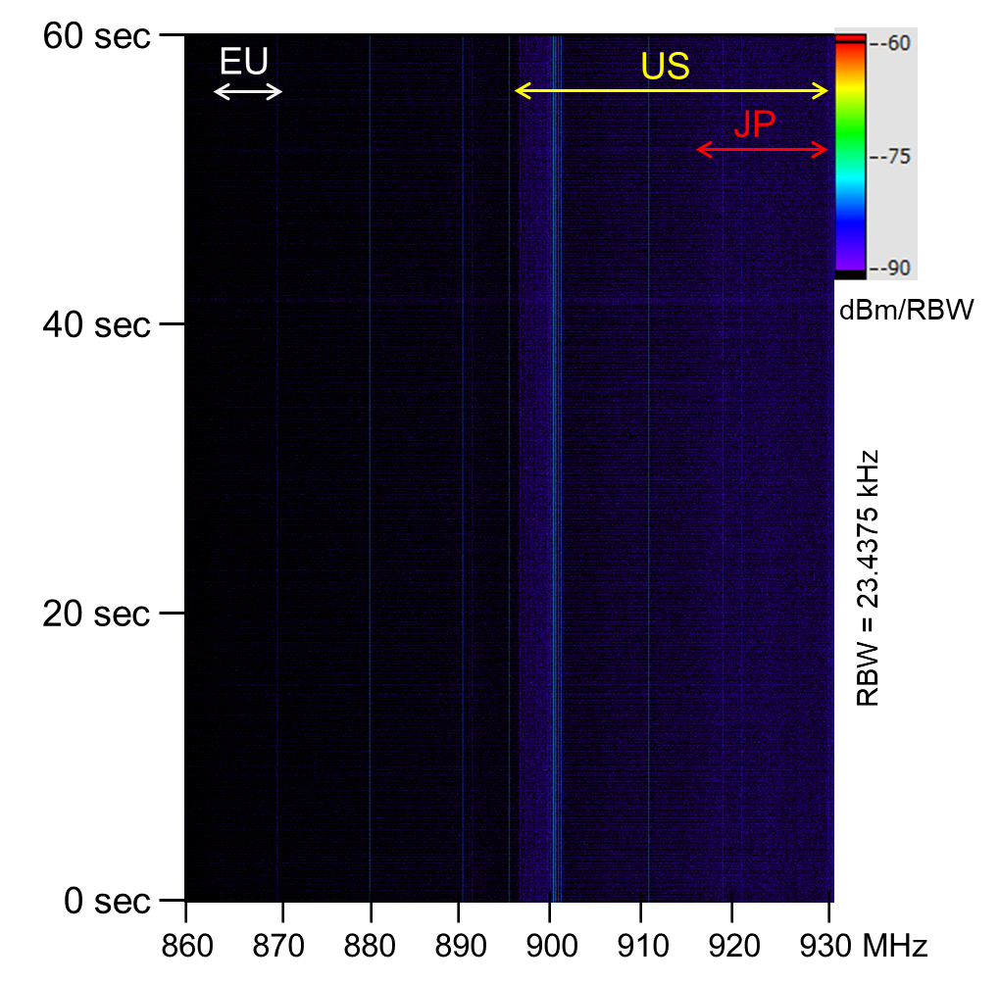 60 sec
EU
US
JP
--60
--75
--90
dBm/RBW
40 sec
RBW = 23.4375 kHz
20 sec
0 sec
860 870 880 890 900 910 920 930 MHz